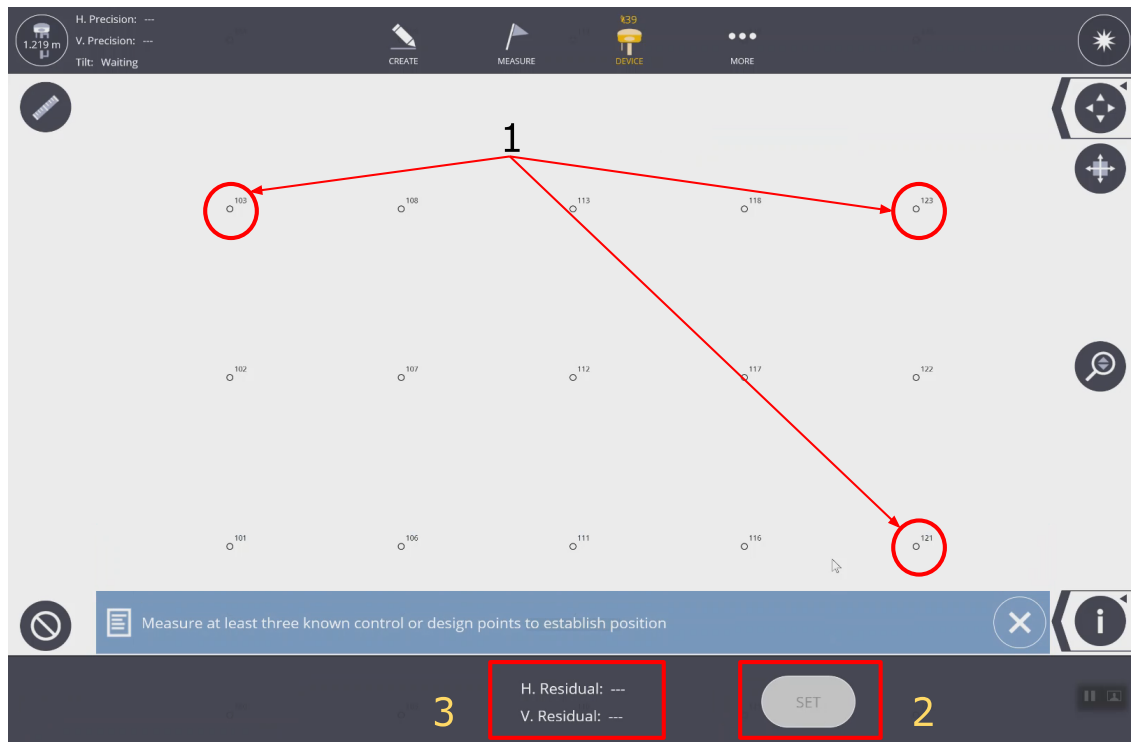 H. Precision: ---
1.219 m
V. Precision: ---
Tilt: Waiting
CREATE
MEASURE
DEVICE
MORE
1
103
108
113
118
123
102
107
112
117
122
101
106
111
116
121
Measure at least three known control or design points to establish position
i
3
H. Residual: ---
V. Residual: ---
SET
2